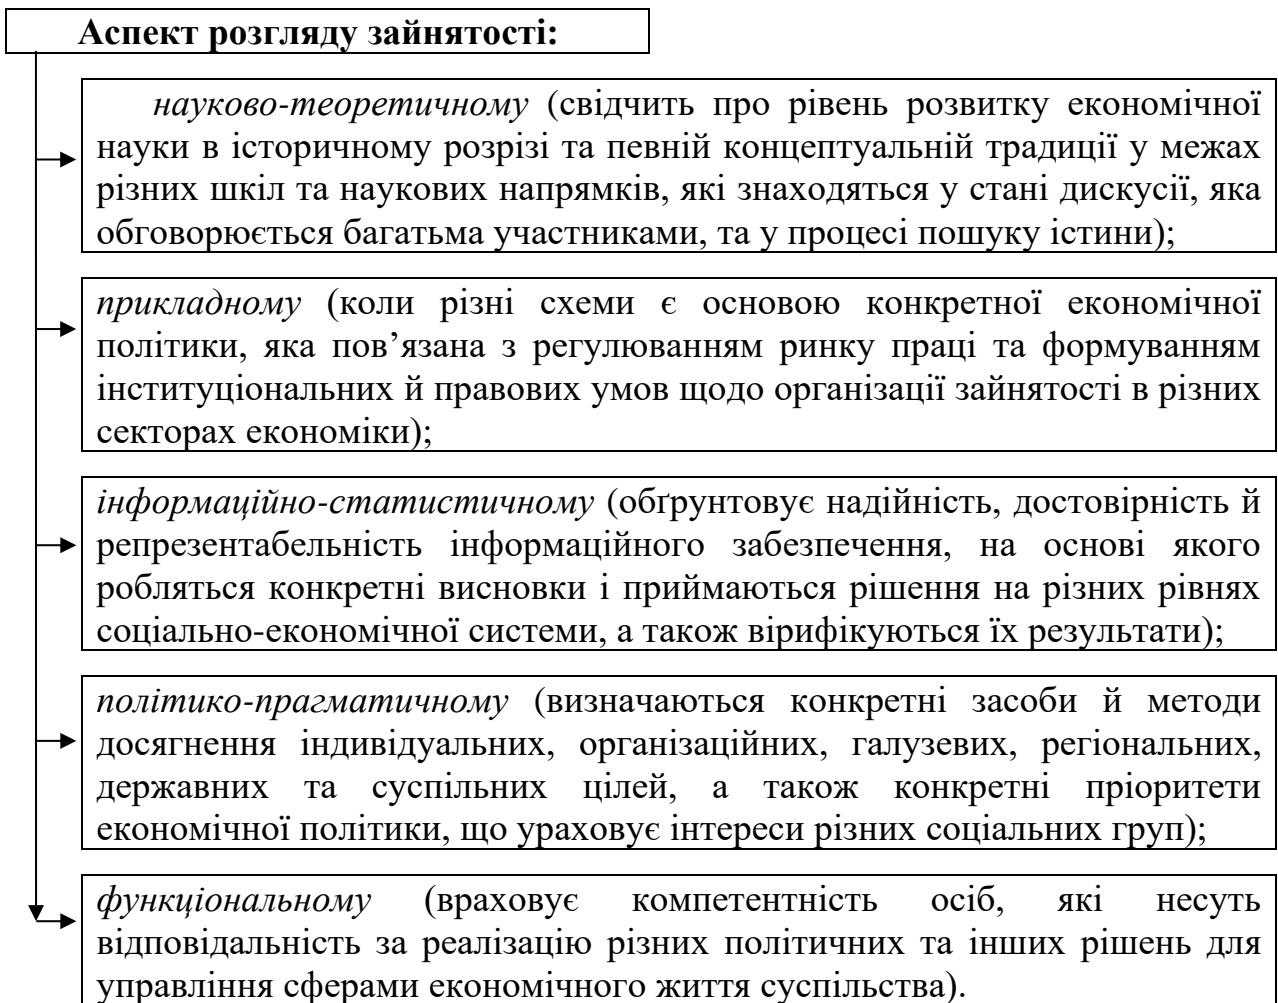 Аспект розгляду зайнятості:
науково-теоретичному (свідчить про рівень розвитку економічної
науки в історичному розрізі та певній концептуальній традиції у межах
різних шкіл та наукових напрямків, які знаходяться у стані дискусії, яка
обговорюється багатьма участниками, та у процесі пошуку істини);
прикладному (коли різні схеми є основою конкретної економічної
політики, яка пов’язана з регулюванням ринку праці та формуванням
інституціональних й правових умов щодо організації зайнятості в різних
секторах економіки);
інформаційно-статистичному (обґрунтовує надійність, достовірність й
репрезентабельність інформаційного забезпечення, на основі якого
робляться конкретні висновки і приймаються рішення на різних рівнях
соціально-економічної системи, а також вірифікуються їх результати);
політико-прагматичному (визначаються конкретні засоби й методи
досягнення індивідуальних, організаційних, галузевих, регіональних,
державних та суспільних цілей, а також конкретні пріоритети
економічної політики, що ураховує інтереси різних соціальних груп);
функціональному (враховує компетентність осіб, які несуть
відповідальність за реалізацію різних політичних та інших рішень для
управління сферами економічного життя суспільства).